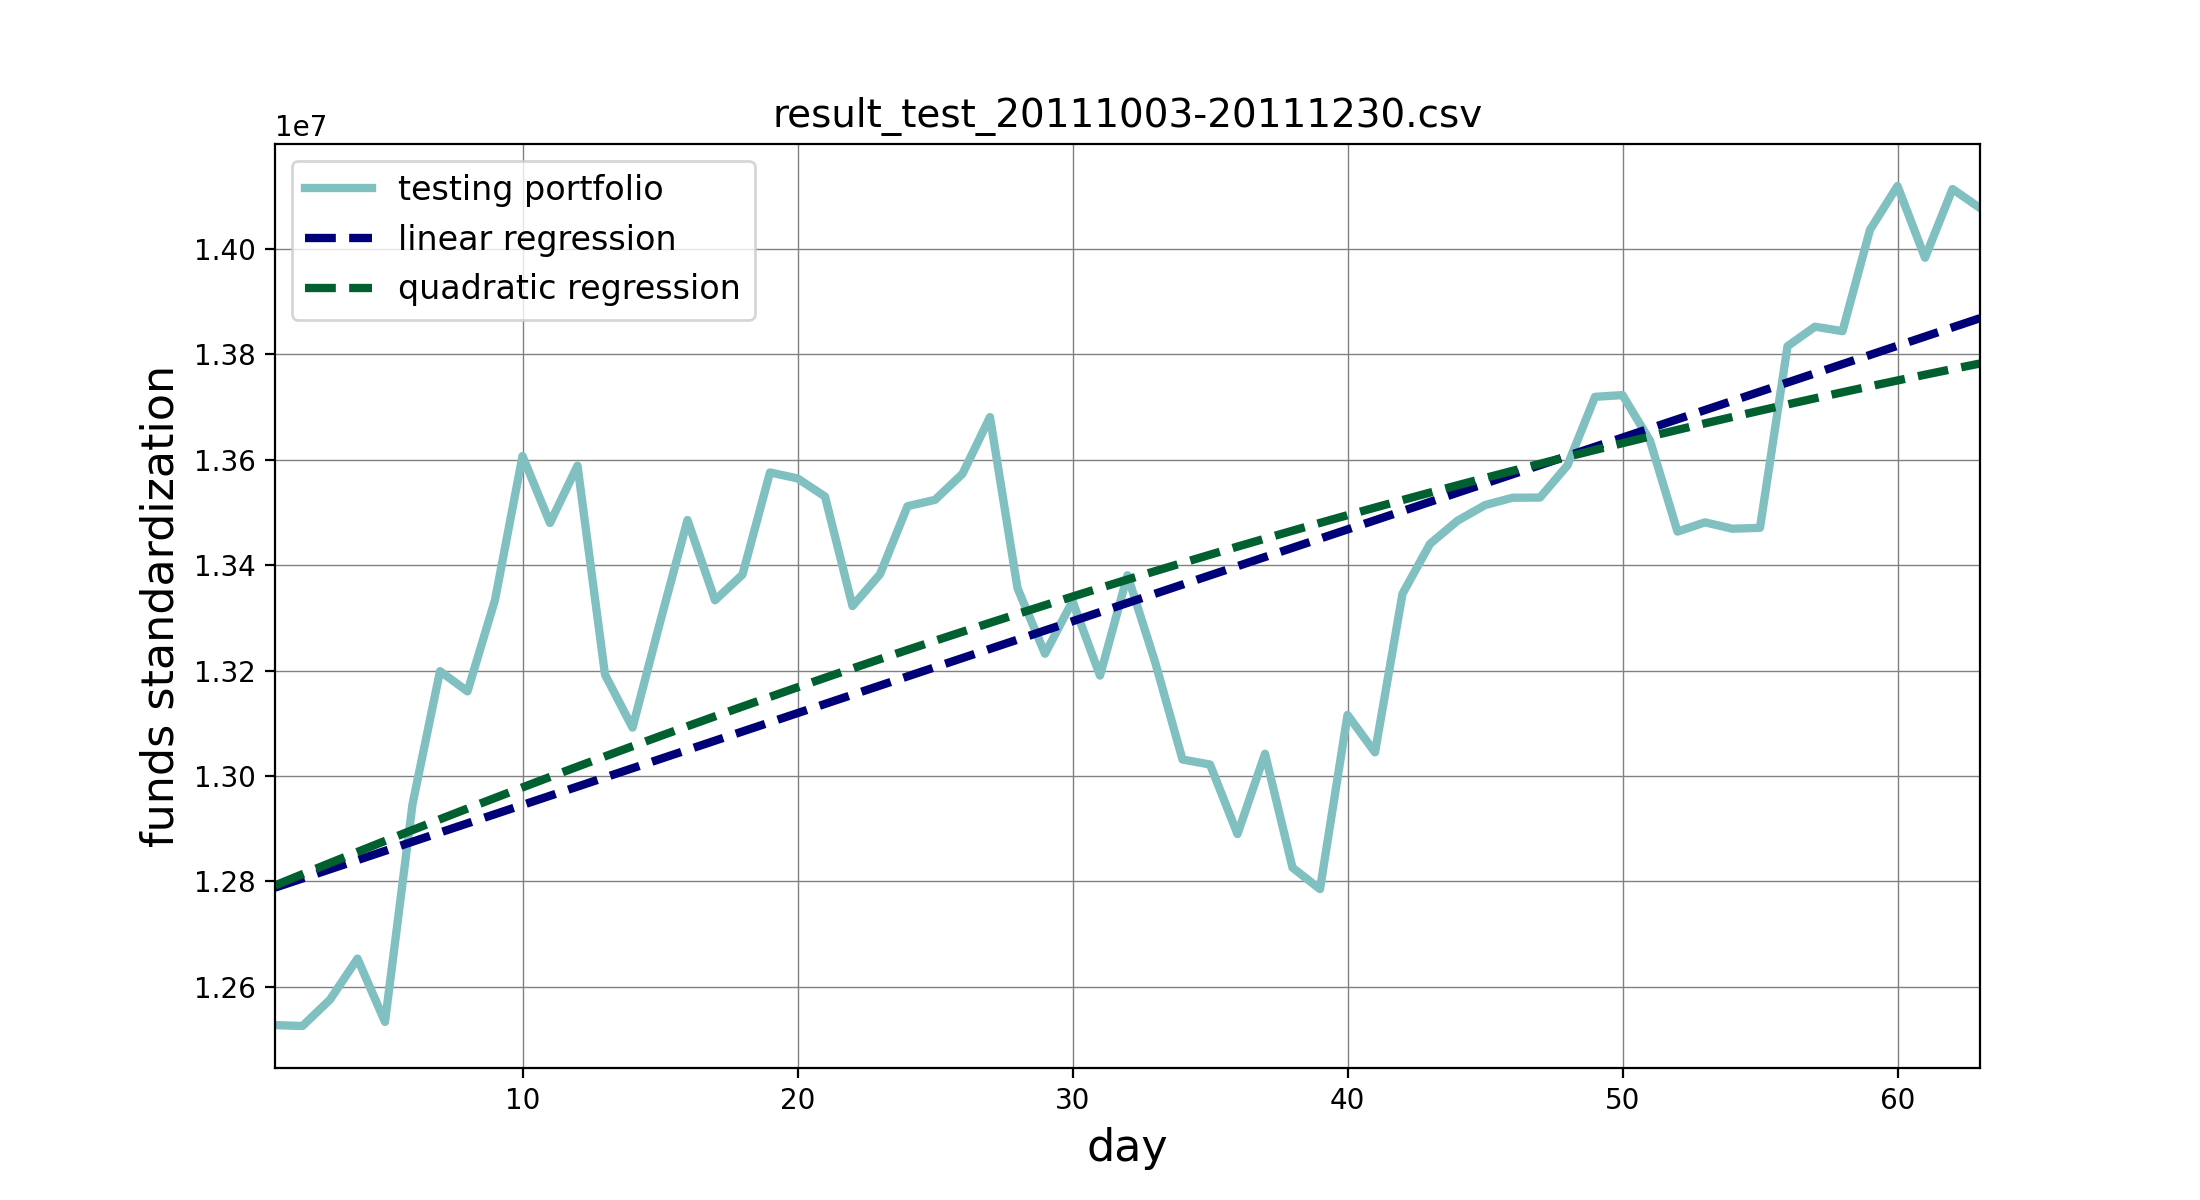 result_test_20111003-20111230.csv
1e7
testing portfolio
linear regression
quadratic regression
1.40
1.38
1.36
1.34
1.32
1.30
1.28
1.26
funds standardization
10 20 30 40 50 60
day